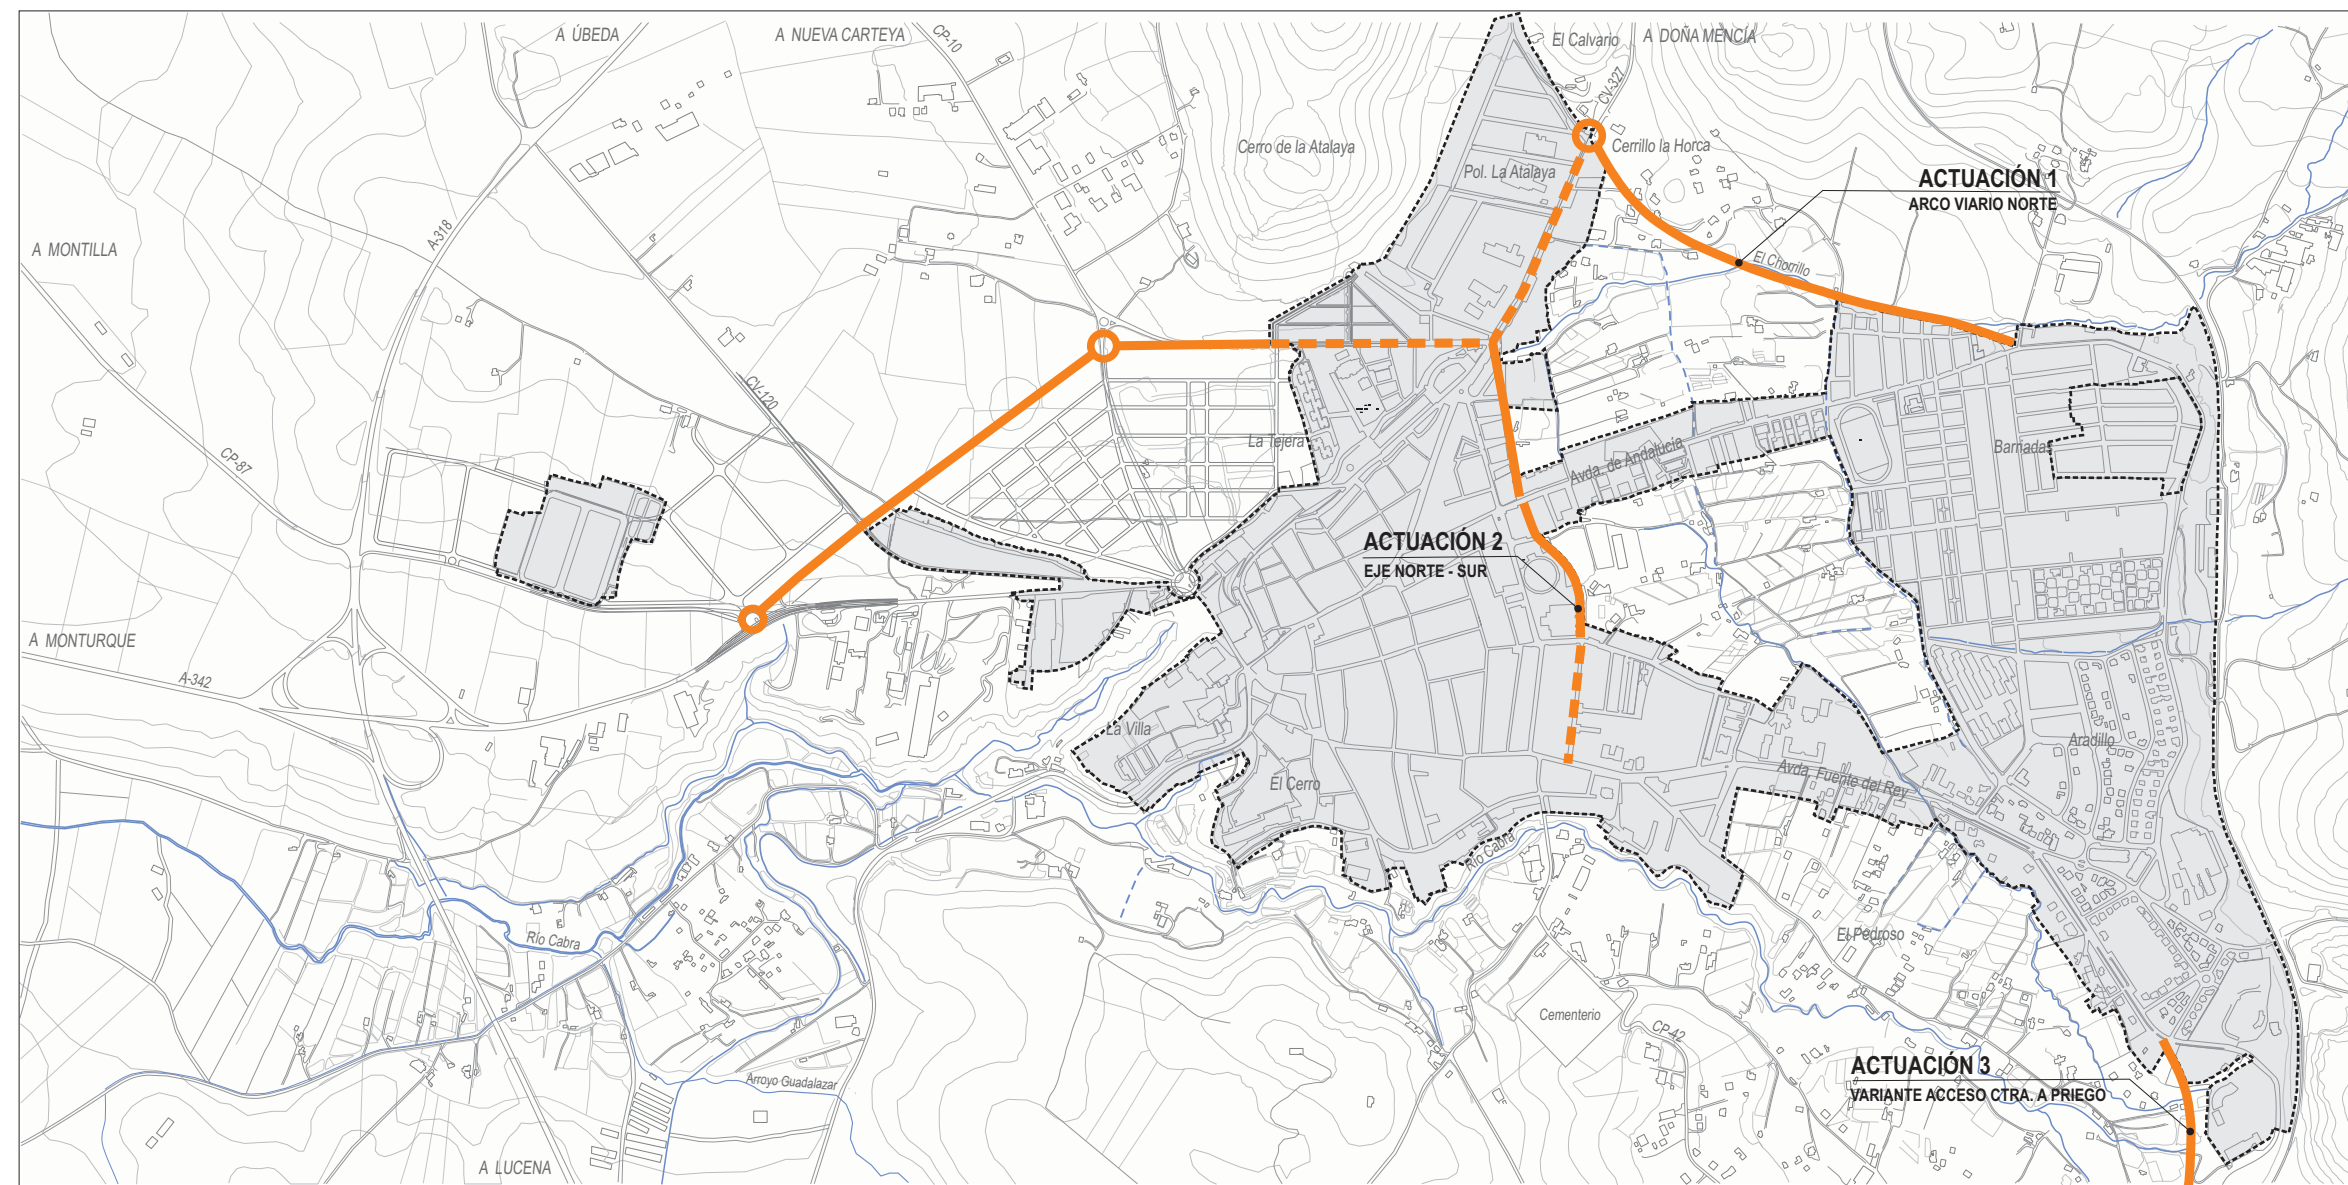 A ÚBEDA
A NUEVA CARTEYA
CP-10
El Calvario
A DOÑA MENCÍA
CV-327
Cerro de la Atalaya
Cerrillo la Horca
Pol. La Atalaya
ACTUACIÓN 1
ARCO VIARIO NORTE
A-318
A MONTILLA
El Chorrillo
CV-120
CP-87
La Tejera
Avda. de Andalucía
Barriadas
ACTUACIÓN 2
EJE NORTE - SUR
A MONTURQUE
A-342
La Villa
El Cerro
Aradillo
Avda. Fuente del Rey
Río Cabra
Río Cabra
El Pedroso
Cementerio
CP-42
Arroyo Guadalazar
ACTUACIÓN 3
VARIANTE ACCESO CTRA. A PRIEGO
A LUCENA